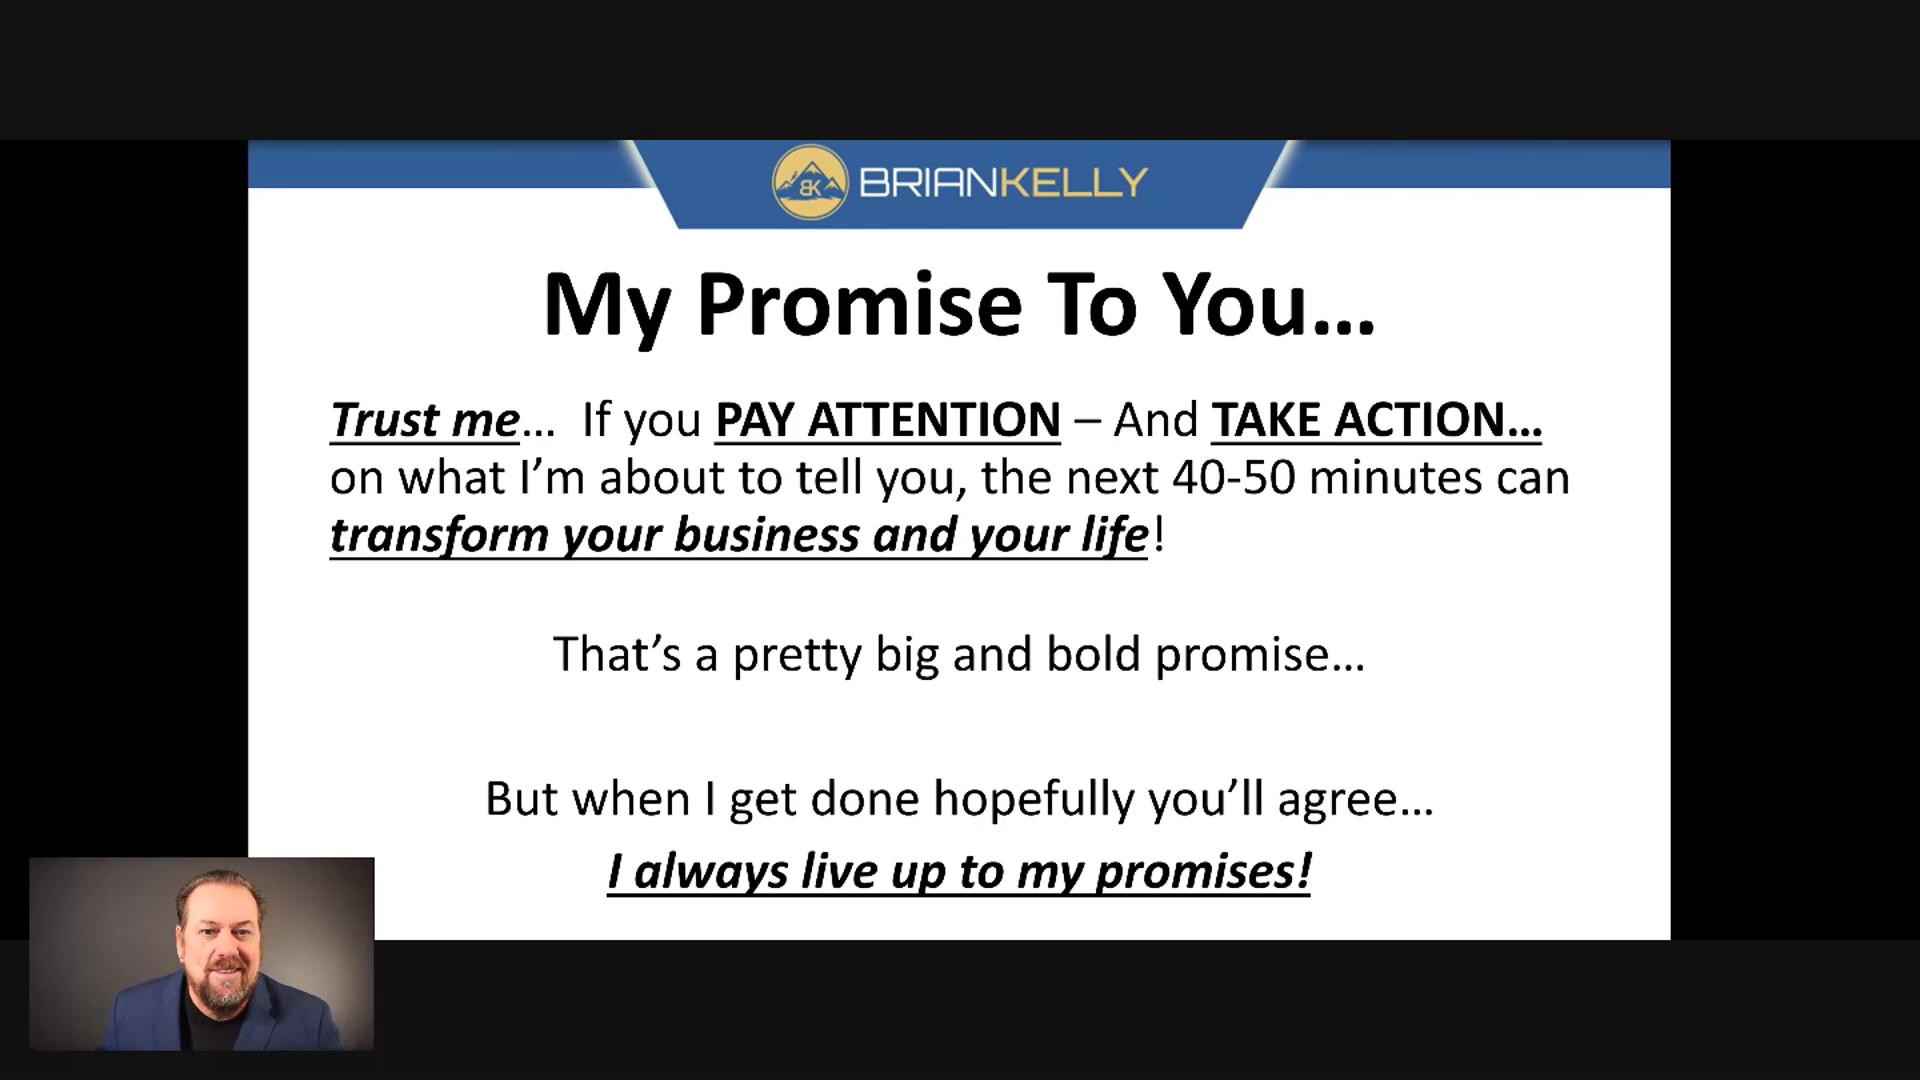 BK BRIANKELLY
My Promise To You...
Trust me... If you PAY ATTENTION – And TAKE ACTION...
on what I’m about to tell you, the next 40-50 minutes can
transform your business and your life!
That’s a pretty big and bold promise...
But when I get done hopefully you’ll agree...
I always live up to my promises!